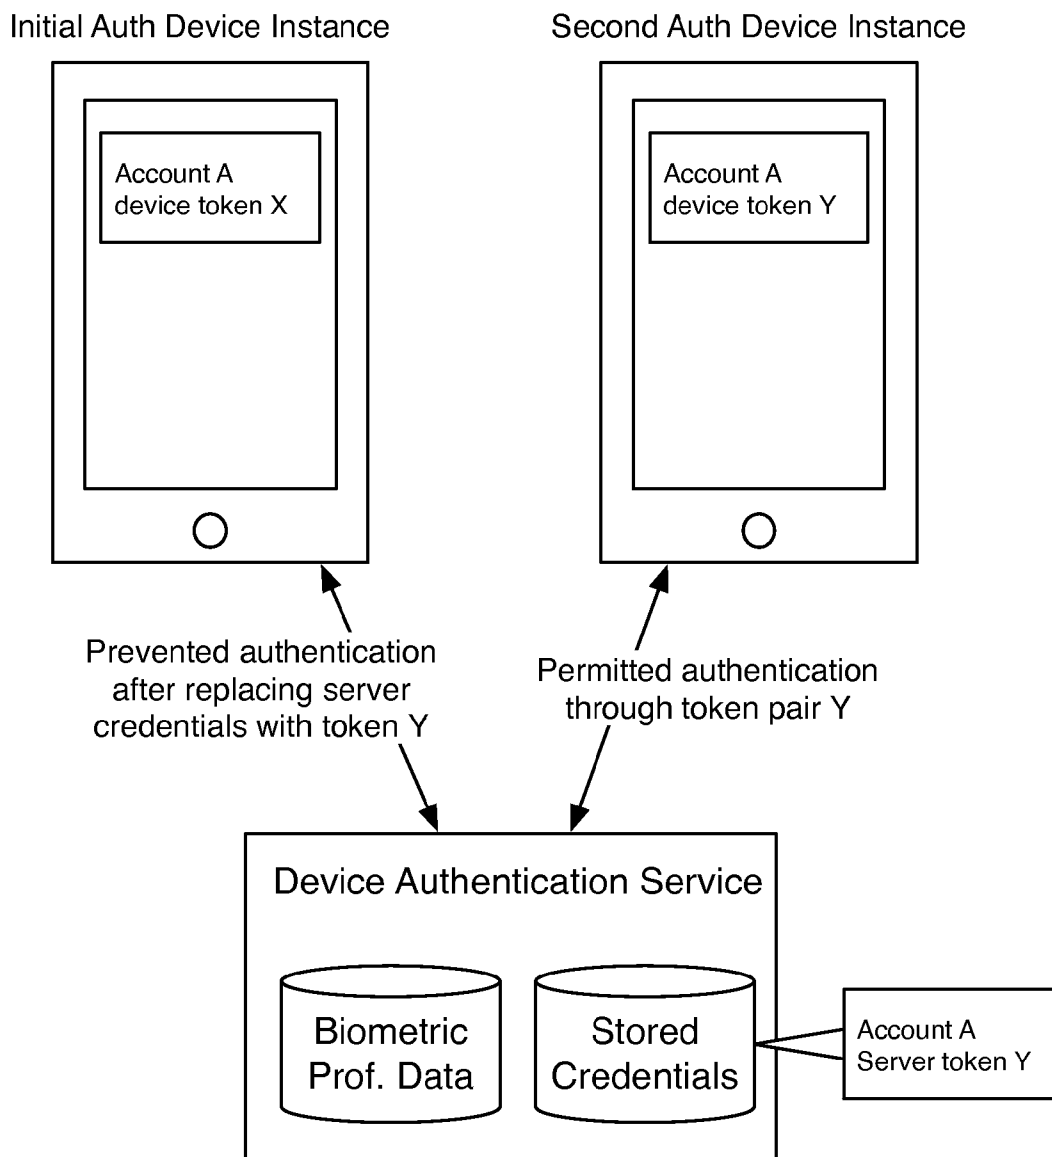 Initial Auth Device Instance
Second Auth Device Instance
Account A
device token X
Account A
device token Y
Prevented authentication
after replacing server
credentials with token Y
Permitted authentication
through token pair Y
Device Authentication Service
Biometric
Prof. Data
Stored
Credentials
Account A
Server token Y